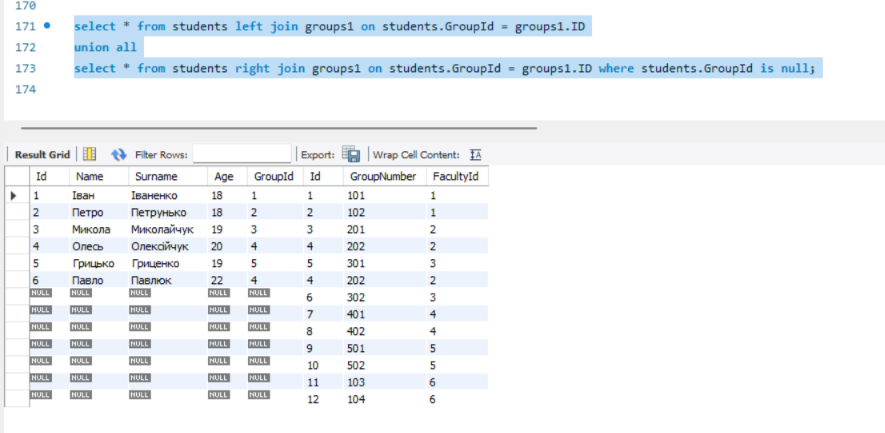 170
171 select * from students left join groups1 on students.GroupId = groups1.ID
172 union all
173 select * from students right join groups1 on students.GroupId = groups1.ID where students.GroupId is null;
174
Result Grid Filter Rows: Export: Wrap Cell Content: IA
Id Name Surname Age GroupId Id GroupNumber FacultyId
1 Іван Іваненко 18 1 1 101 1
2 Петро Петрунько 18 2 2 102 1
3 Микола Миколайчук 19 3 3 201 2
4 Олесь Олексійчук 20 4 4 202 2
5 Грицько Гриценко 19 5 5 301 3
6 Павло Павлюк 22 4 4 202 2
NULL NULL NULL NULL NULL 6 302 3
NULL NULL NULL NULL NULL 7 401 4
NULL NULL NULL NULL NULL 8 402 4
NULL NULL NULL NULL NULL 9 501 5
NULL NULL NULL NULL NULL 10 502 5
NULL NULL NULL NULL NULL 11 103 6
NULL NULL NULL NULL NULL 12 104 6